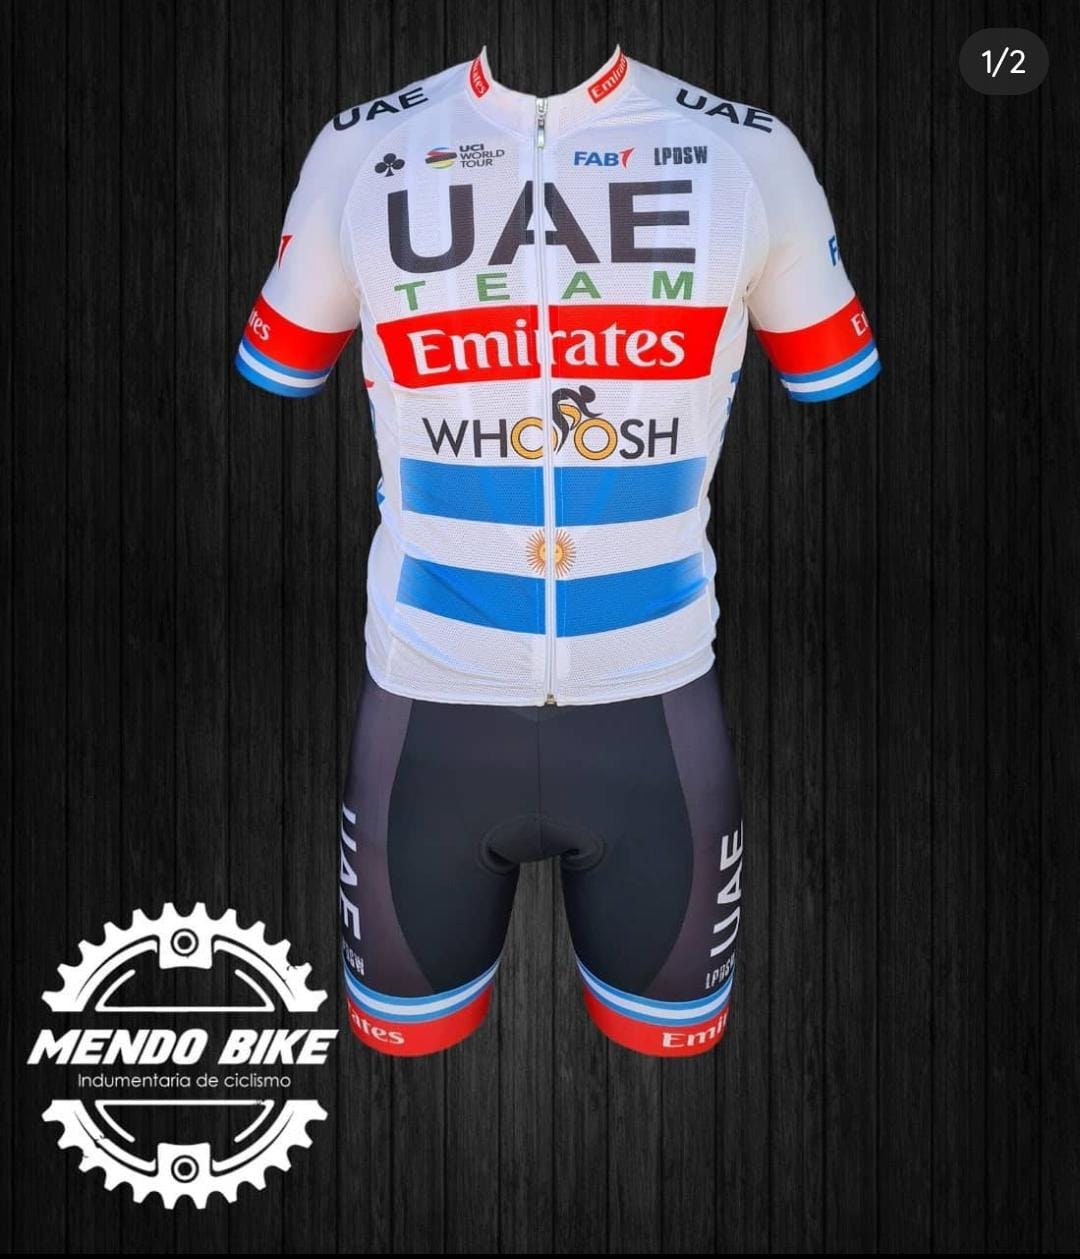 1/2
UAE
UAE
Emirates
UCI
WORLD
TOUR
FAB
LPDSW
UAE
TEAM
Emirates
WHOOSH
UAE
UAE
LPDSW
MENDO BIKE
Indumentaria de ciclismo